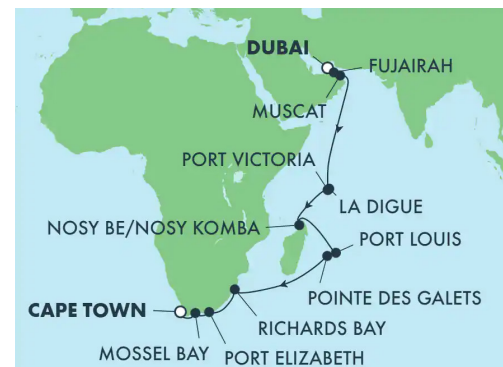 DUBAI
FUJAIRAH
MUSCAT
PORT VICTORIA
LA DIGUE
NOSY BE/NOSY KOMBA
PORT LOUIS
POINTE DES GALETS
CAPE TOWN
RICHARDS BAY
MOSSEL BAY
PORT ELIZABETH